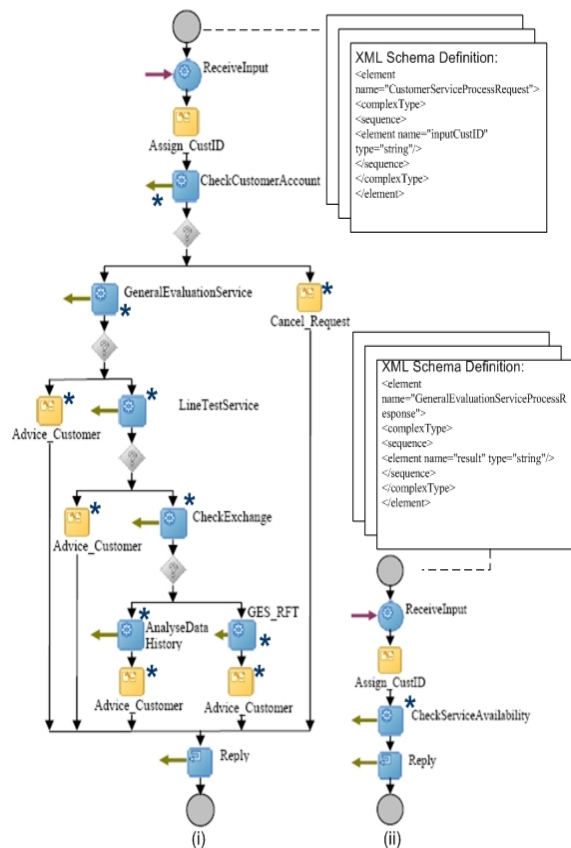 XML Schema Definition:
<element
name="CustomerServiceProcessRequest">
<complexType>
<sequence>
<element name="inputCustID"
type="string"/>
</sequence>
</complexType>
</element>
ReceiveInput
Assign_CustID
CheckCustomerAccount
*
?
GeneralEvaluationService
*
*
Cancel_Request
?
*
Advice_Customer
*
LineTestService
?
*
Advice_Customer
*
CheckExchange
?
*
AnalyseData
History
GES_RFT
*
*
Advice_Customer
*
Advice_Customer
Reply
(i)
XML Schema Definition:
<element
name="GeneralEvaluationServiceProcessR
esponse">
<complexType>
<sequence>
<element name="result" type="string"/>
</sequence>
</complexType>
</element>
ReceiveInput
Assign_CustID
*
CheckServiceAvailability
Reply
(ii)